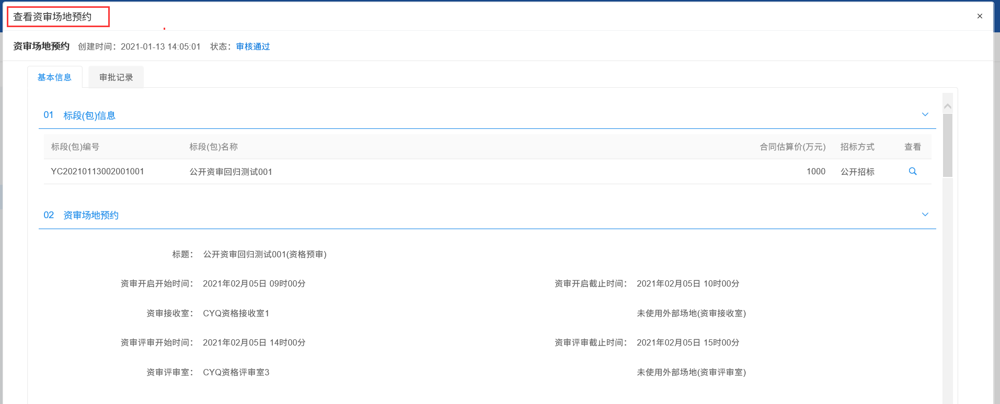 查看资审场地预约
×
资审场地预约 创建时间：2021-01-13 14:05:01 状态：审核通过
基本信息 审批记录
01 标段(包)信息
标段(包)编号 标段(包)名称 合同估算价(万元) 招标方式 查看
YC20210113002001001 公开资审回归测试001 1000 公开招标
02 资审场地预约
标题： 公开资审回归测试001(资格预审)
资审开启开始时间： 2021年02月05日 09时00分 资审开启截止时间： 2021年02月05日 10时00分
资审接收室： CYQ资格接收室1 未使用外部场地(资审接收室)
资审评审开始时间： 2021年02月05日 14时00分 资审评审截止时间： 2021年02月05日 15时00分
资审评审室： CYQ资格评审室3 未使用外部场地(资审评审室)